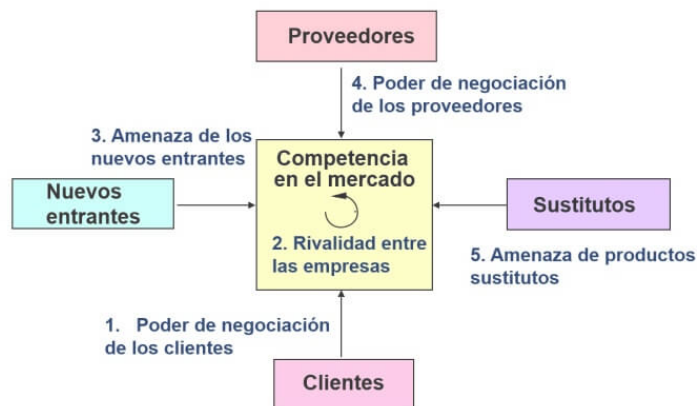 Proveedores
4. Poder de negociación
de los proveedores
3. Amenaza de los
nuevos entrantes
Competencia
en el mercado
Nuevos
entrantes
Sustitutos
2. Rivalidad entre
las empresas
5. Amenaza de productos
sustitutos
1. Poder de negociación
de los clientes
Clientes